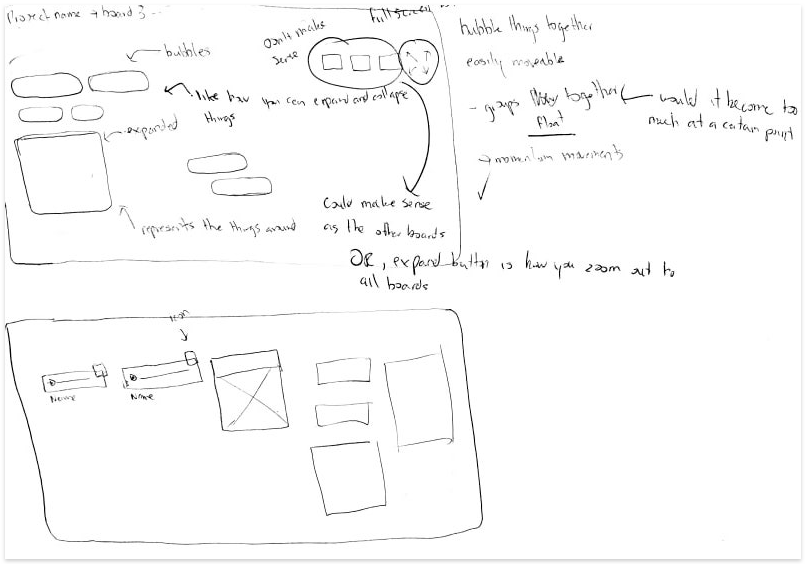 Project name → board 3 ...
full screen
bubbles
Don't make
sense
like how you can expand and collapse
things
expanded
represents the things around
Could make sense
as the other boards
OR, expand button is how you zoom out to
all boards
bubble things together
easily moveable
- groups together
float
would it become too
much at a certain point
→ momentum movements
icon
Name
Name